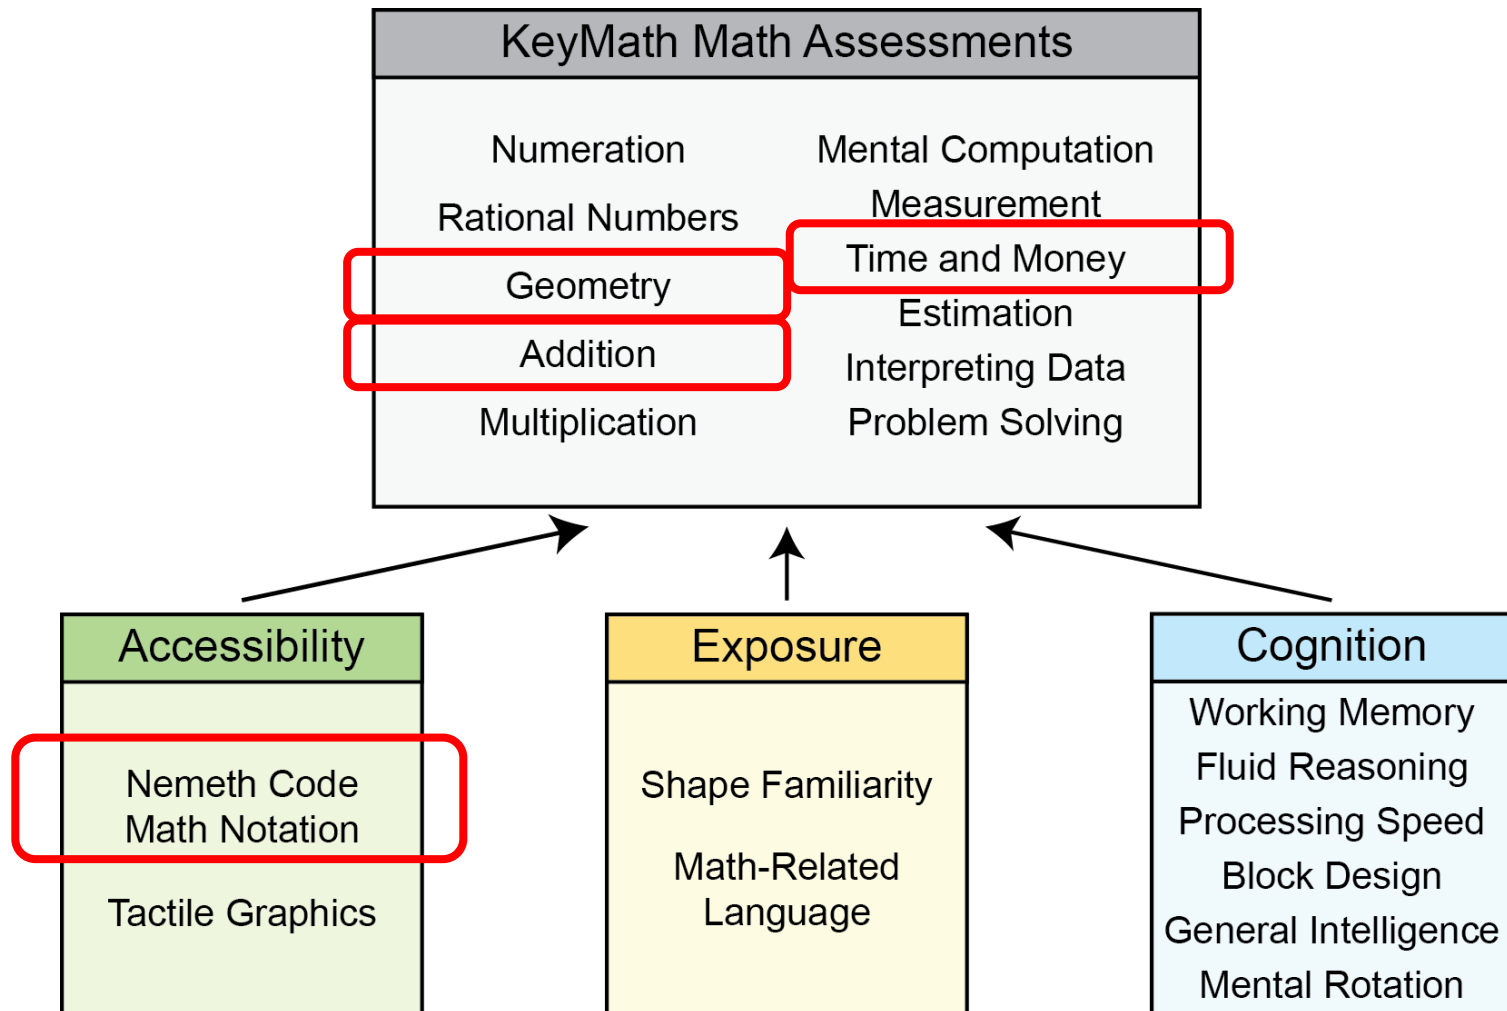 KeyMath Math Assessments
Numeration
Rational Numbers
Geometry
Addition
Multiplication
Mental Computation
Measurement
Time and Money
Estimation
Interpreting Data
Problem Solving
Accessibility
Nemeth Code
Math Notation
Tactile Graphics
Exposure
Shape Familiarity
Math-Related
Language
Cognition
Working Memory
Fluid Reasoning
Processing Speed
Block Design
General Intelligence
Mental Rotation